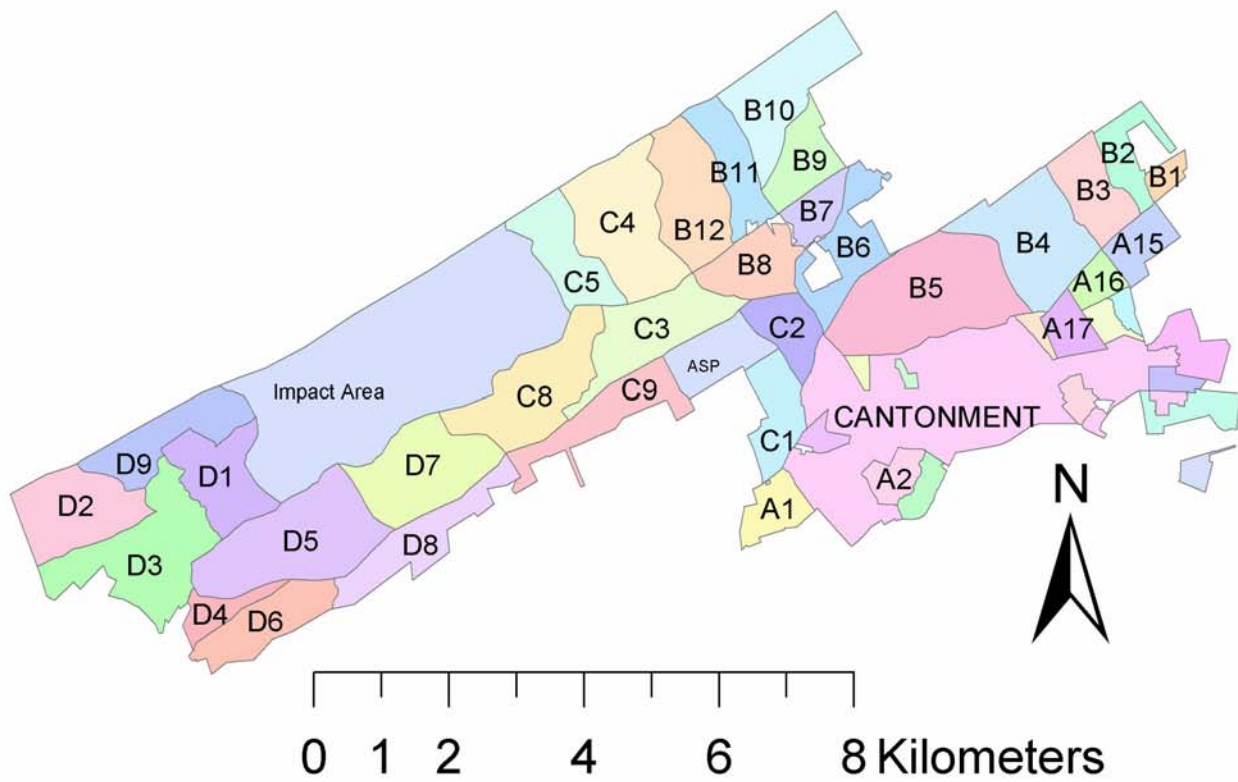 B10
B2
B9
B1
B11
B3
B7
C4
B12
B6
B4
A15
B8
A16
C5
B5
C3
C2
A17
ASP
Impact Area
C8
C9
CANTONMENT
C1
D9
D1
D7
A2
N
D2
A1
D5
D8
D3
D4
D6
0 1 2 4 6 8 Kilometers